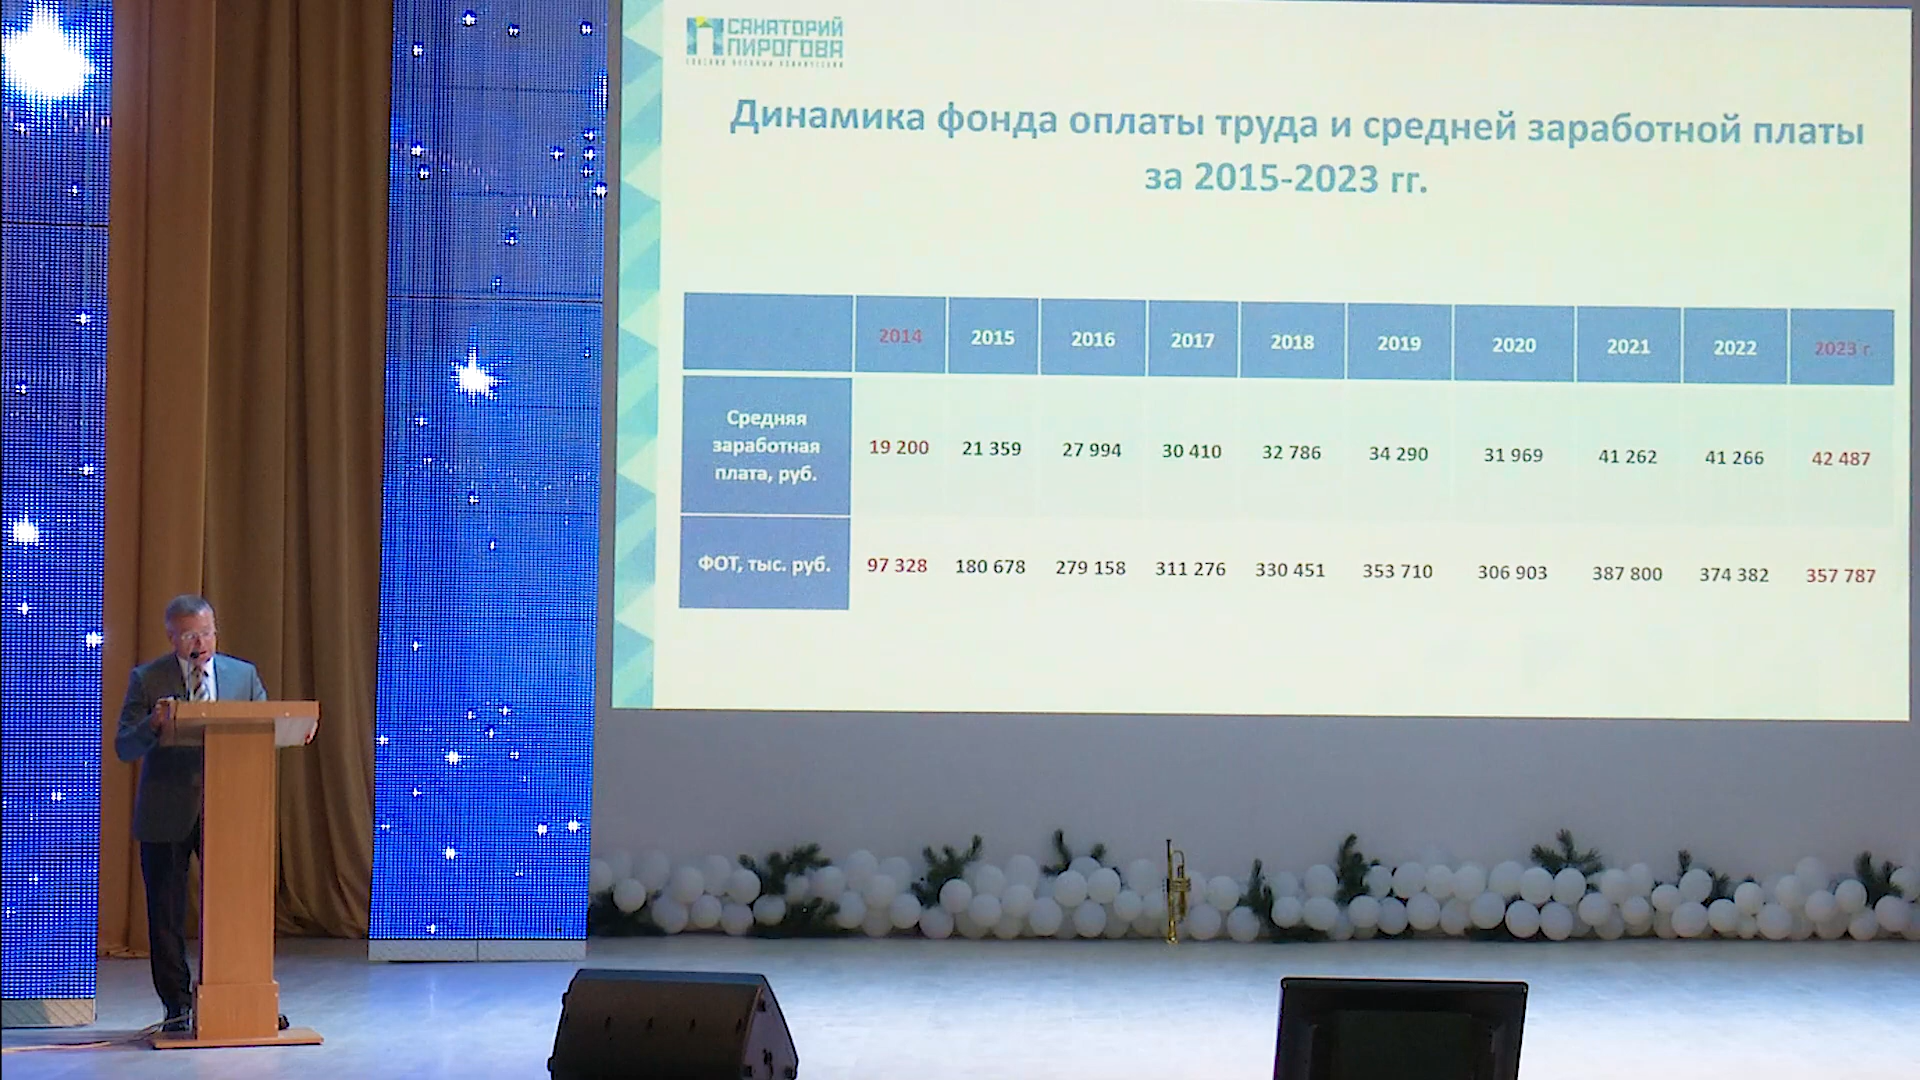 САНАТОРИЙ
ПИРОГОВА
Динамика фонда оплаты труда и средней заработной платы
за 2015-2023 гг.
2014 2015 2016 2017 2018 2019 2020 2021 2022 2023 г.
Средняя
заработная
плата, руб.
19 200 21 359 27 994 30 410 32 786 34 290 31 969 41 262 41 266 42 487
ФОТ, тыс. руб. 97 328 180 678 279 158 311 276 330 451 353 710 306 903 387 800 374 382 357 787